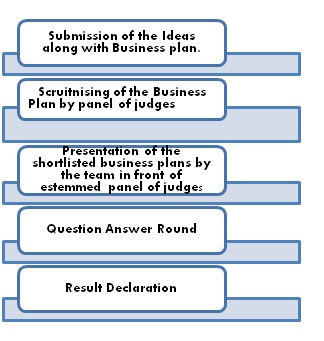 Submission of the Ideas
along with Business plan.
Scruitnising of the Business
Plan by panel of judges
Presentation of the
shortlisted business plans by
the team in front of
estemmed panel of judges
Question Answer Round
Result Declaration